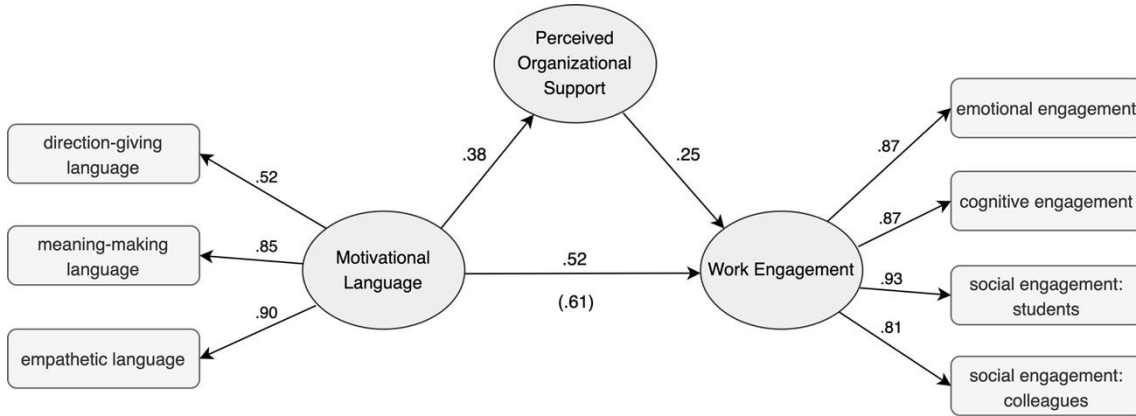 Perceived
Organizational
Support
direction-giving
language
.52
meaning-making
language
.85
empathetic language
.90
Motivational
Language
.38
.25
.52
(.61)
Work Engagement
.87
emotional engagement
.87
cognitive engagement
.93
social engagement:
students
.81
social engagement:
colleagues